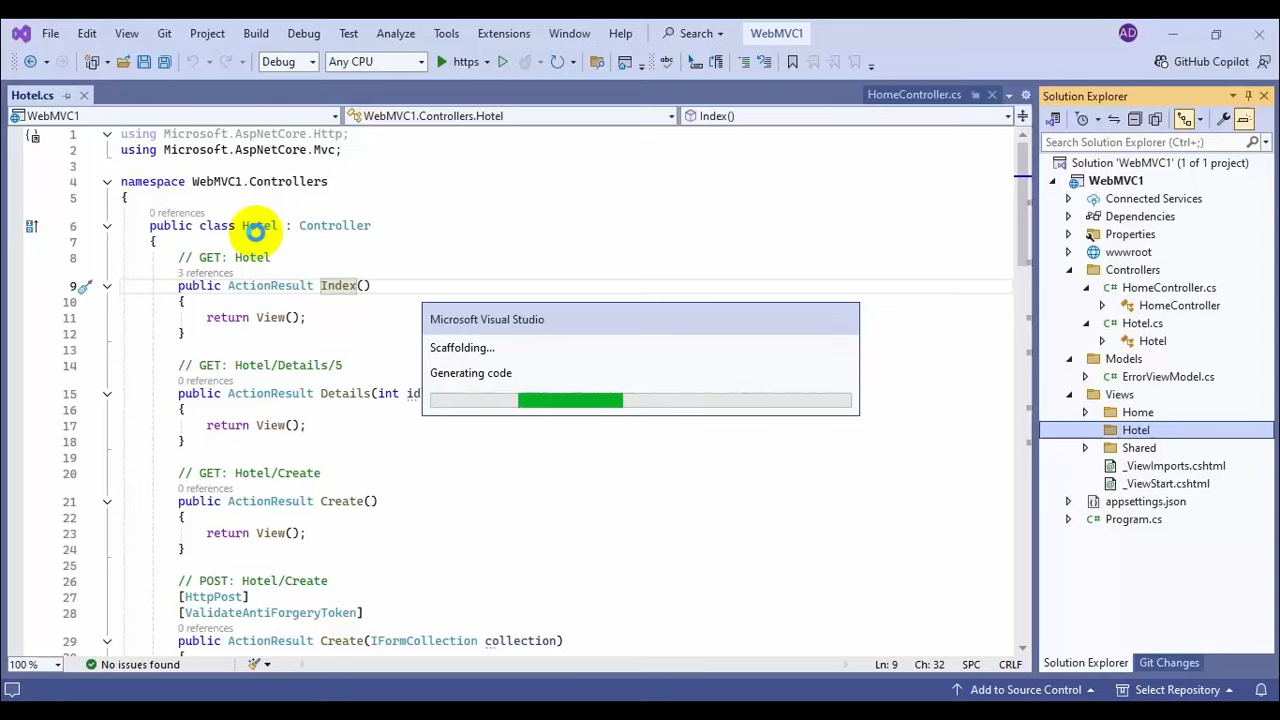 File Edit View Git Project Build Debug Test Analyze Tools Extensions Window Help Search WebMVC1 AD
Debug Any CPU https GitHub Copilot
Hotel.cs HomeController.cs
WebMVC1 WebMVC1.Controllers.Hotel Index()
1 using Microsoft.AspNetCore.Http;
2 using Microsoft.AspNetCore.Mvc;
3
4 namespace WebMVC1.Controllers
5 {
0 references
6 public class Hotel : Controller
7 {
8 // GET: Hotel
3 references
9 public ActionResult Index()
10 {
11 return View();
12 }
13
14 // GET: Hotel/Details/5
0 references
15 public ActionResult Details(int id
16 {
17 return View();
18 }
19
20 // GET: Hotel/Create
0 references
21 public ActionResult Create()
22 {
23 return View();
24 }
25
26 // POST: Hotel/Create
27 [HttpPost]
28 [ValidateAntiForgeryToken]
0 references
29 public ActionResult Create(IFormCollection collection)
Microsoft Visual Studio
Scaffolding...
Generating code
100 % No issues found Ln: 9 Ch: 32 SPC CRLF
Solution Explorer
Search Solution Explorer (Ctrl+;)
Solution 'WebMVC1' (1 of 1 project)
WebMVC1
Connected Services
Dependencies
Properties
wwwroot
Controllers
C# HomeController.cs
HomeController
C# Hotel.cs
Hotel
Models
C# ErrorViewModel.cs
Views
Home
Hotel
Shared
_ViewImports.cshtml
_ViewStart.cshtml
appsettings.json
C# Program.cs
Solution Explorer Git Changes
Add to Source Control Select Repository